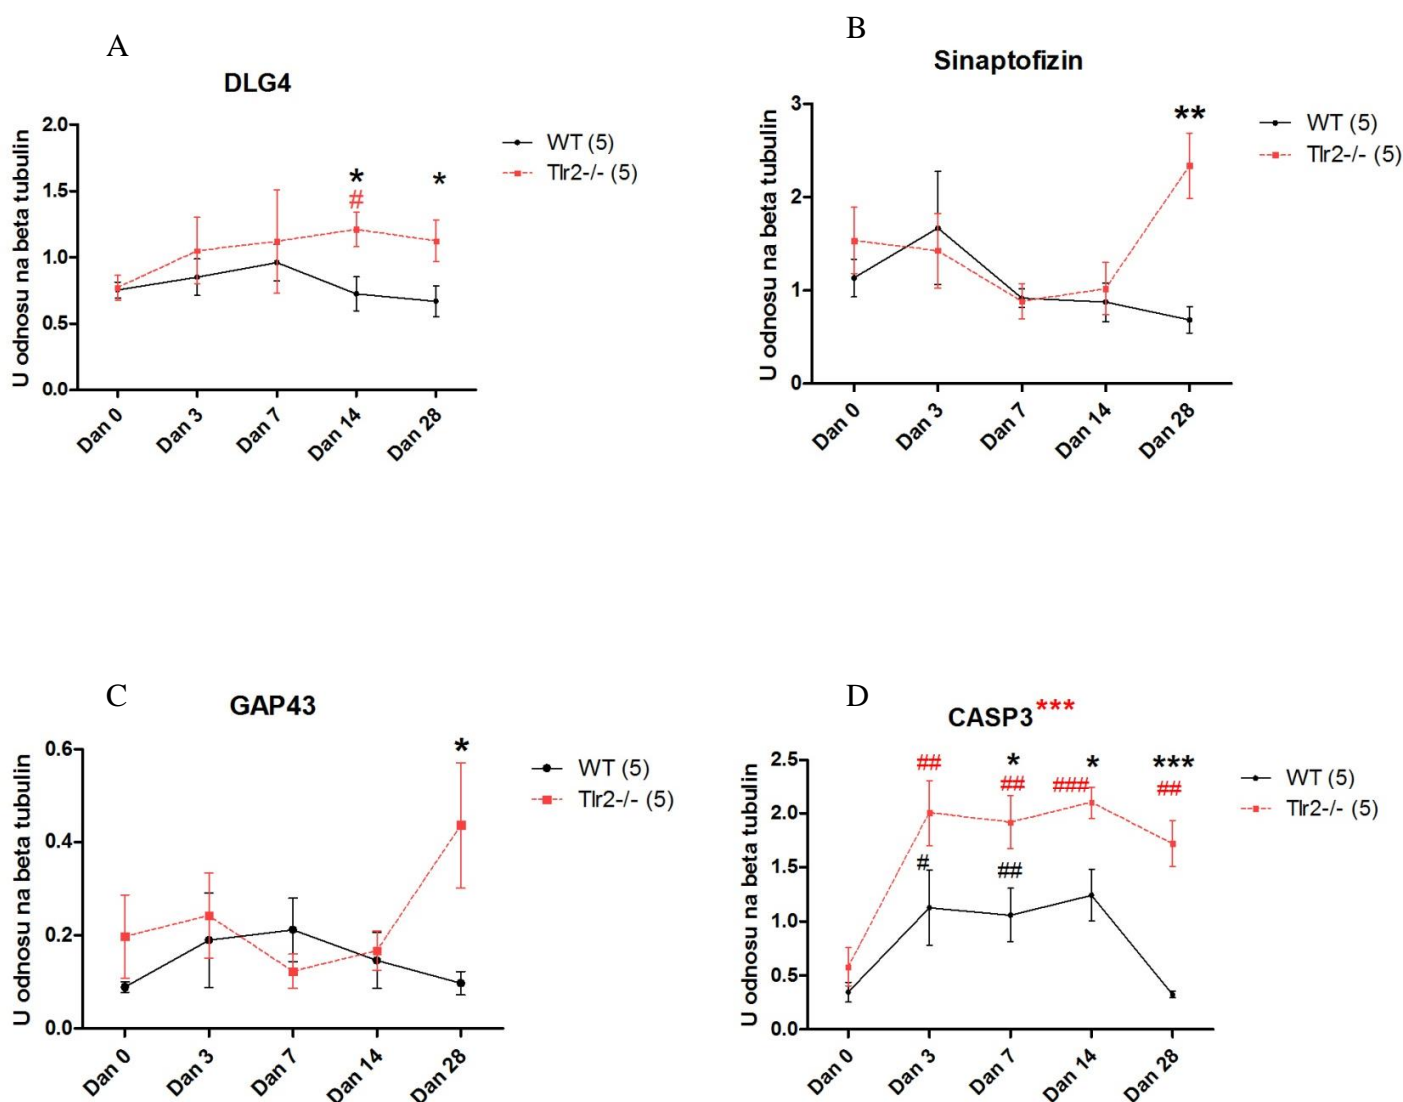 A
DLG4
U odnosu na beta tubulin
2.0
1.5
1.0
0.5
0.0
*
#
*
WT (5)
Tlr2-/- (5)
Dan 0
Dan 3
Dan 7
Dan 14
Dan 28
B
Sinaptofizin
U odnosu na beta tubulin
3
2
1
0
**
WT (5)
Tlr2-/- (5)
Dan 0
Dan 3
Dan 7
Dan 14
Dan 28
C
GAP43
U odnosu na beta tubulin
0.6
0.4
0.2
0.0
*
WT (5)
Tlr2-/- (5)
Dan 0
Dan 3
Dan 7
Dan 14
Dan 28
D
CASP3***
U odnosu na beta tubulin
2.5
2.0
1.5
1.0
0.5
0.0
* * ***
## ## ### ##
# ##
WT (5)
Tlr2-/- (5)
Dan 0
Dan 3
Dan 7
Dan 14
Dan 28